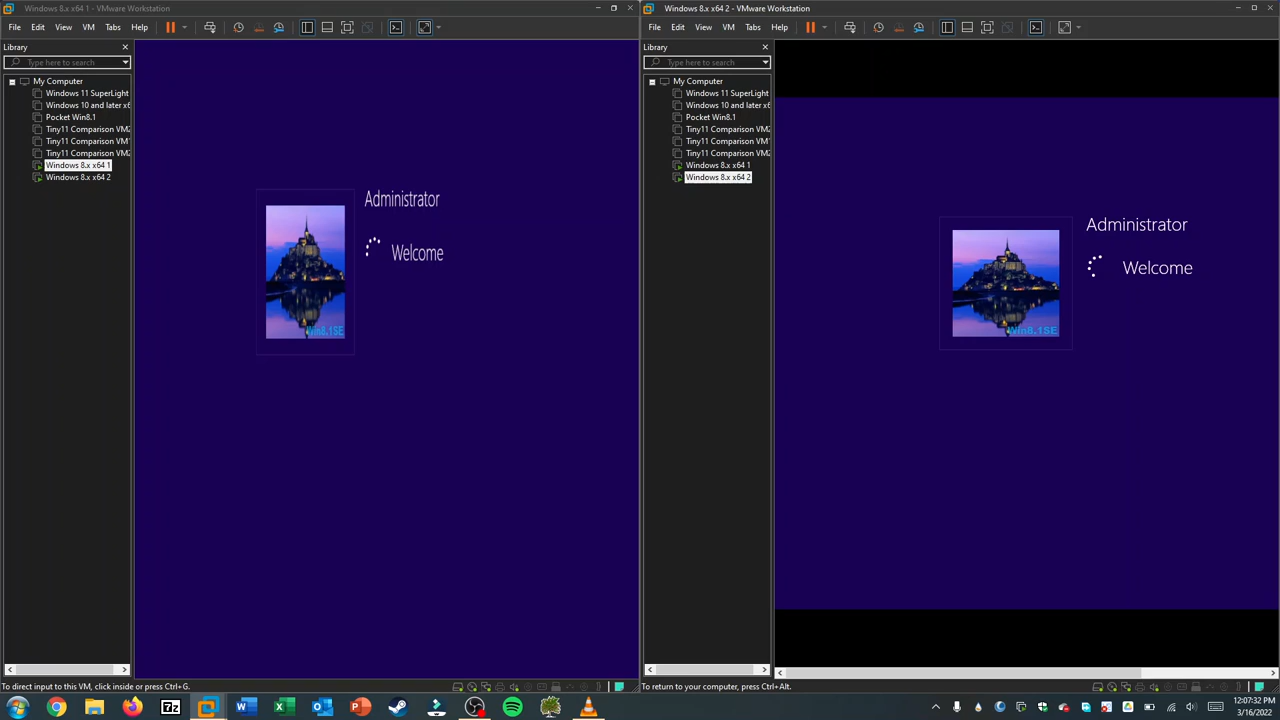 Windows 8.x x64 1 - VMware Workstation
File Edit View VM Tabs Help
Library
Type here to search
My Computer
Windows 11 SuperLight
Windows 10 and later x6
Pocket Win8.1
Tiny11 Comparison VM2
Tiny11 Comparison VM
Tiny11 Comparison VM2
Windows 8.x x64 1
Windows 8.x x64 2
Administrator
Welcome
Win8.1SE
To direct input to this VM, click inside or press Ctrl+G.
Windows 8.x x64 2 - VMware Workstation
File Edit View VM Tabs Help
Library
Type here to search
My Computer
Windows 11 SuperLight
Windows 10 and later x6
Pocket Win8.1
Tiny11 Comparison VM2
Tiny11 Comparison VM
Tiny11 Comparison VM2
Windows 8.x x64 1
Windows 8.x x64 2
Administrator
Welcome
Win8.1SE
To return to your computer, press Ctrl+Alt.
12:07:32 PM
3/16/2022